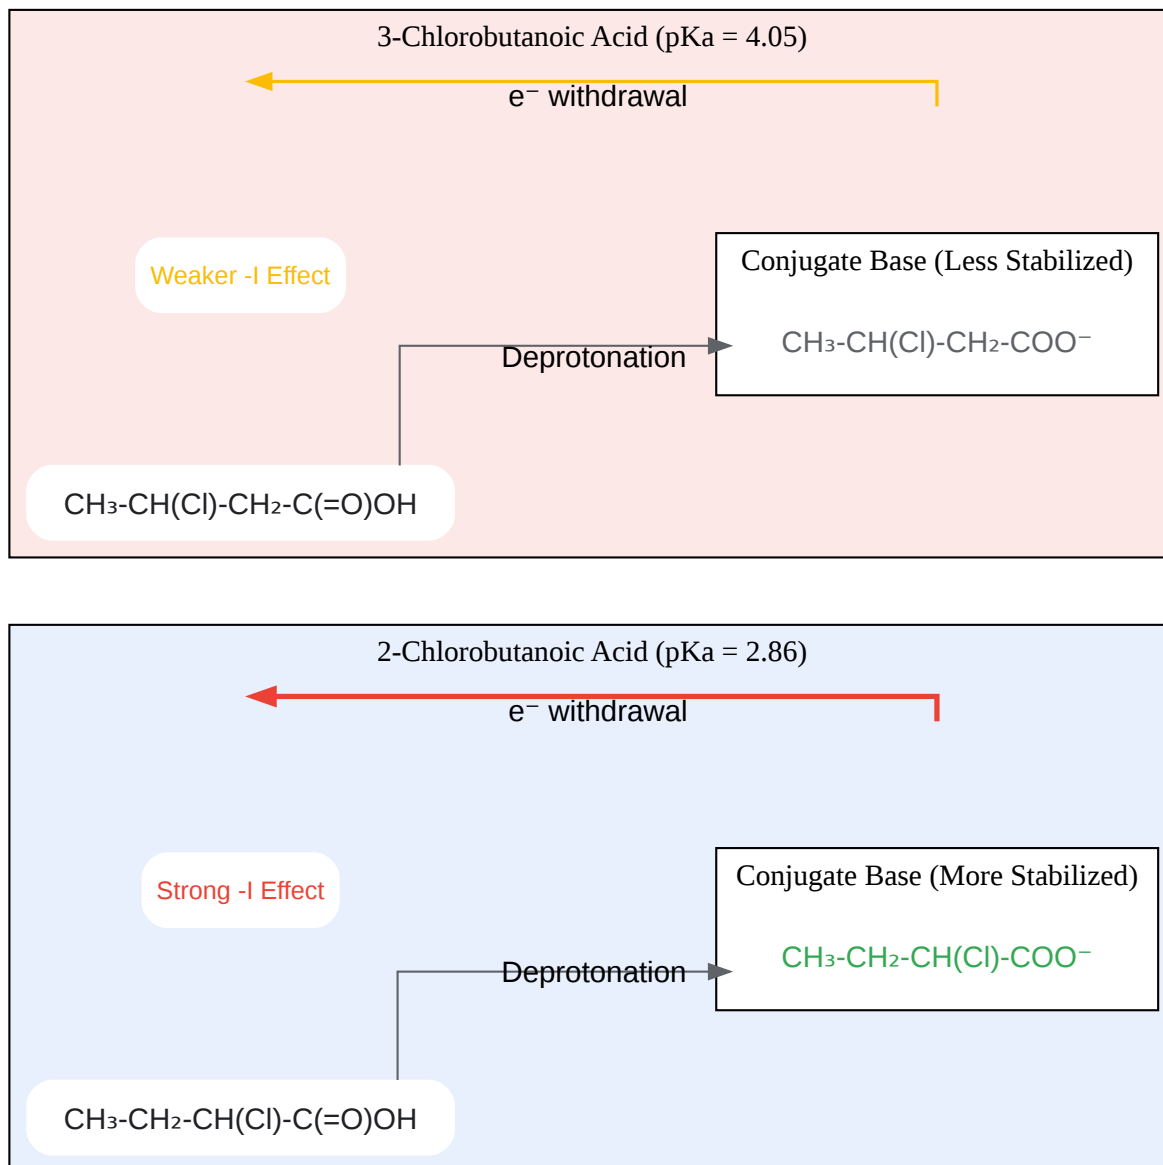 3-Chlorobutanoic Acid (pKa = 4.05)
e⁻ withdrawal
Weaker -I Effect
Conjugate Base (Less Stabilized)
CH₃-CH(Cl)-CH₂-COO⁻
Deprotonation
CH₃-CH(Cl)-CH₂-C(=O)OH
2-Chlorobutanoic Acid (pKa = 2.86)
e⁻ withdrawal
Strong -I Effect
Conjugate Base (More Stabilized)
CH₃-CH₂-CH(Cl)-COO⁻
Deprotonation
CH₃-CH₂-CH(Cl)-C(=O)OH